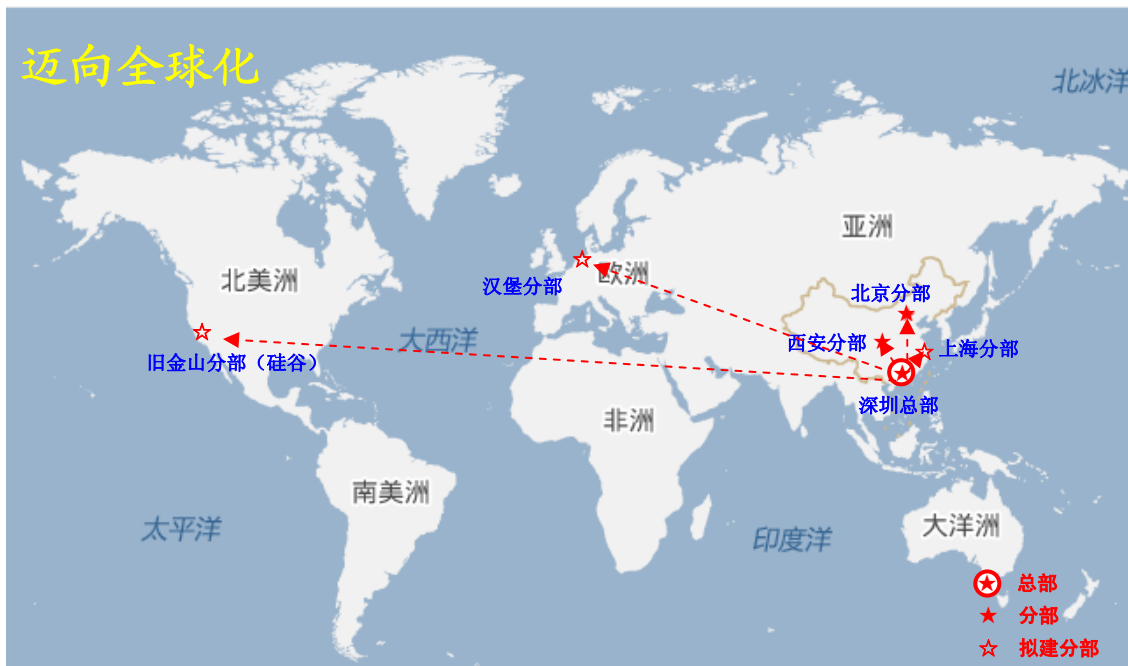 迈向全球化
北冰洋
亚洲
北美洲
欧洲
汉堡分部
北京分部
大西洋
西安分部
上海分部
旧金山分部（硅谷）
深圳总部
非洲
南美洲
太平洋
印度洋
大洋洲
总部
分部
拟建分部